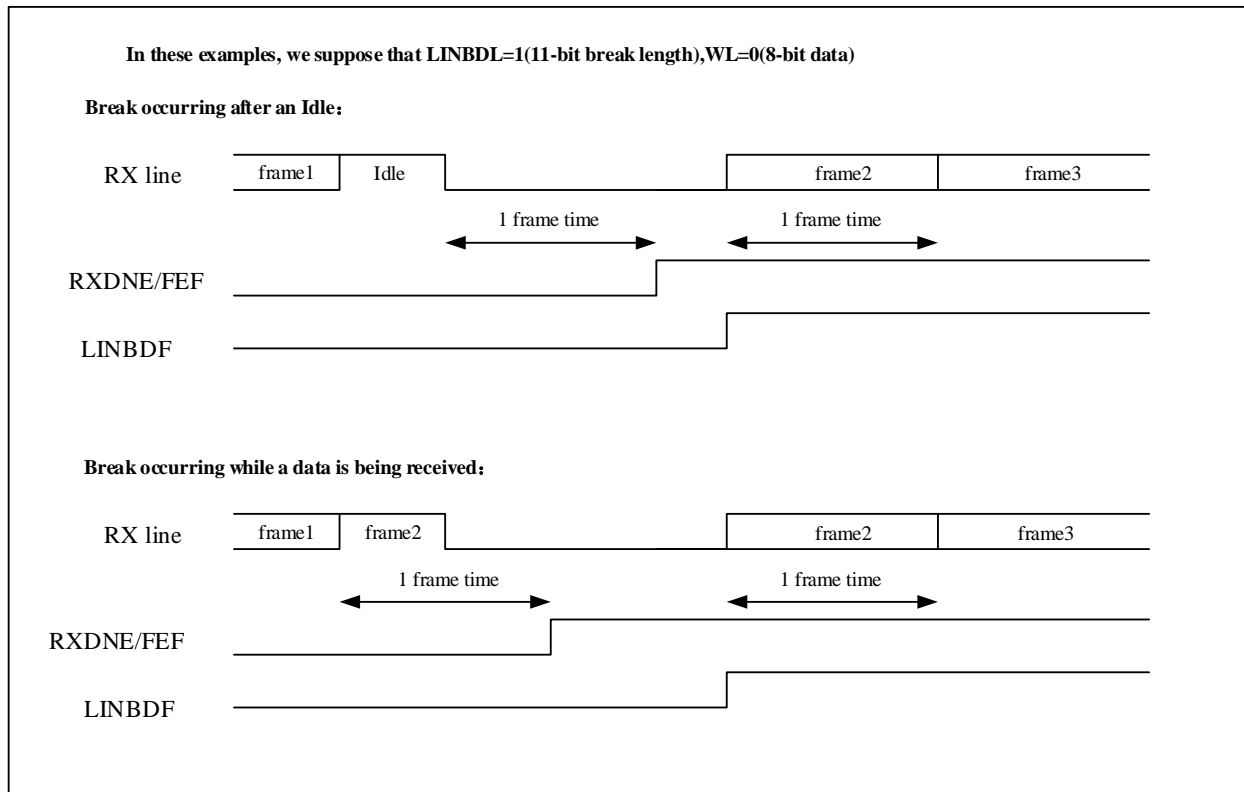 In these examples, we suppose that LINBDL=1(11-bit break length),WL=0(8-bit data)
Break occurring after an Idle：
RX line frame1 Idle frame2 frame3
1 frame time 1 frame time
RXDNE/FEF
LINBDF
Break occurring while a data is being received：
RX line frame1 frame2 frame2 frame3
1 frame time 1 frame time
RXDNE/FEF
LINBDF